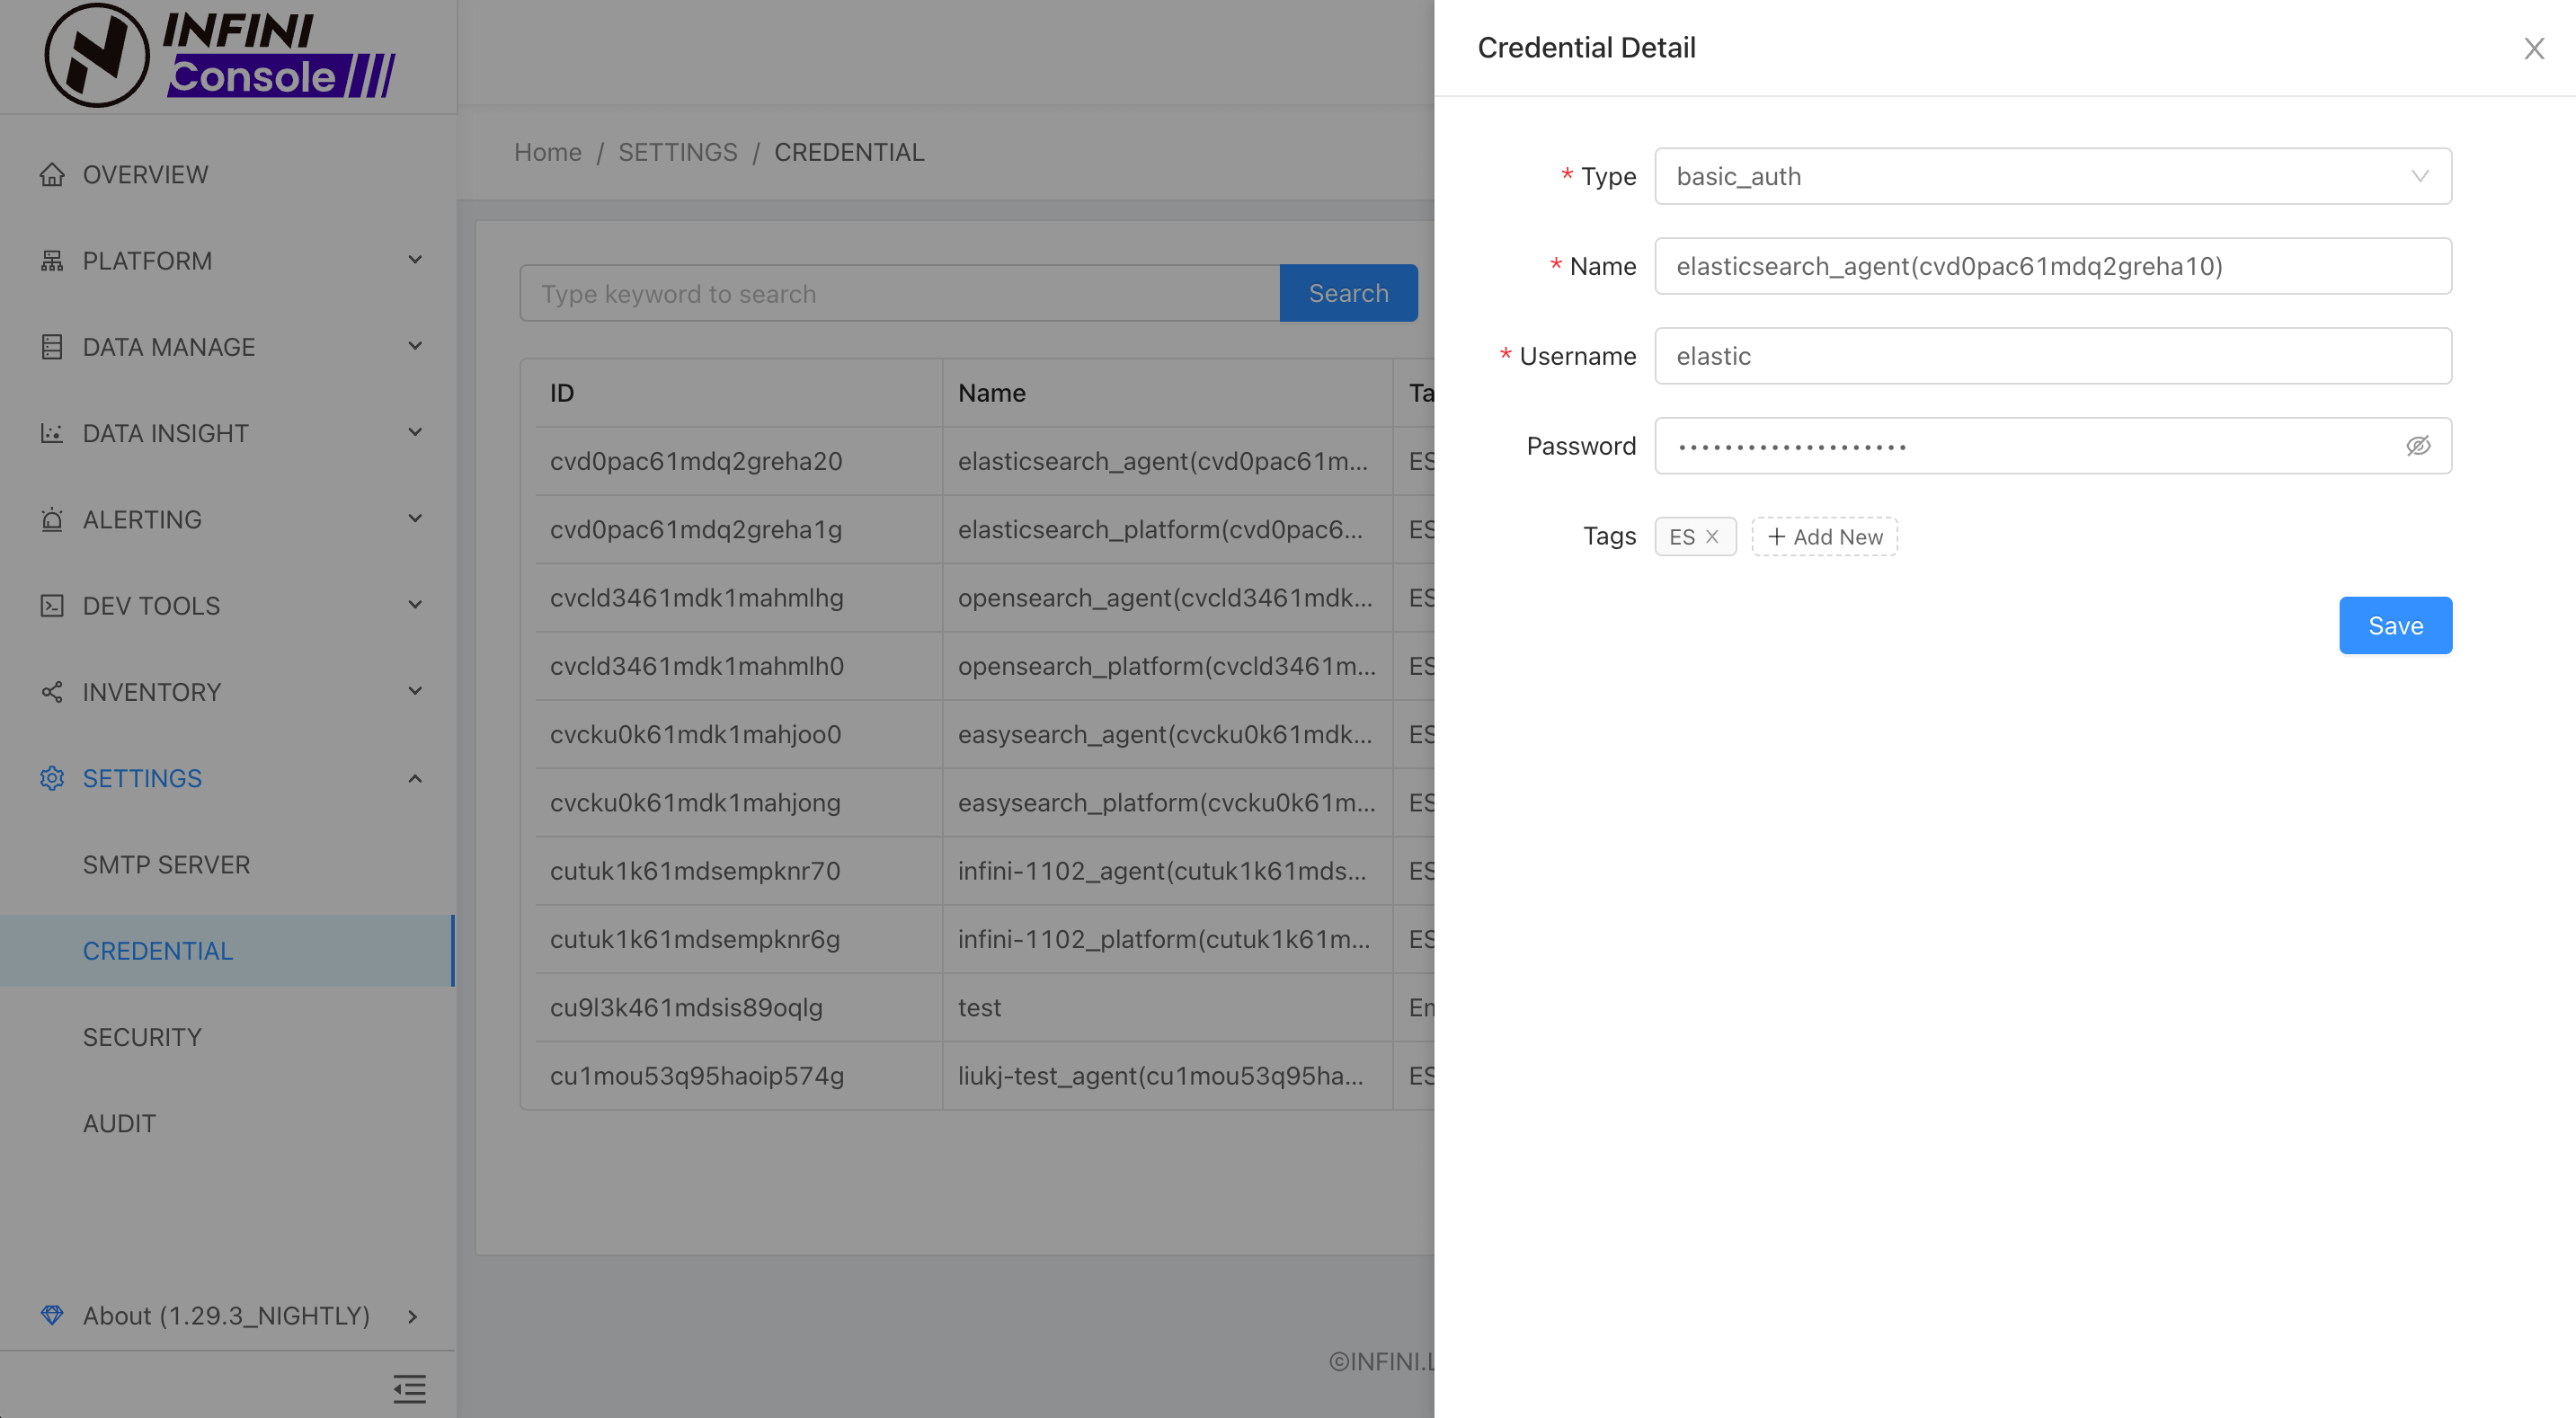 INFINI
Console
OVERVIEW
PLATFORM
DATA MANAGE
DATA INSIGHT
ALERTING
DEV TOOLS
INVENTORY
SETTINGS
SMTP SERVER
CREDENTIAL
SECURITY
AUDIT
About (1.29.3_NIGHTLY)
Home / SETTINGS / CREDENTIAL
Type keyword to search
Search
ID Name Ta
cvd0pac61mdq2greha20 elasticsearch_agent(cvd0pac61m... ES
cvd0pac61mdq2greha1g elasticsearch_platform(cvd0pac6... ES
cvcld3461mdk1mahmlhg opensearch_agent(cvcld3461mdk... ES
cvcld3461mdk1mahmlh0 opensearch_platform(cvcld3461m... ES
cvcku0k61mdk1mahjoo0 easysearch_agent(cvcku0k61mdk... ES
cvcku0k61mdk1mahjong easysearch_platform(cvcku0k61m... ES
cutuk1k61mdsempknr70 infini-1102_agent(cutuk1k61mds... ES
cutuk1k61mdsempknr6g infini-1102_platform(cutuk1k61m... ES
cu9l3k461mdsis89oqlg test Em
cu1mou53q95haoip574g liukj-test_agent(cu1mou53q95ha... ES
©INFINI.L
Credential Detail
* Type basic_auth
* Name elasticsearch_agent(cvd0pac61mdq2greha10)
* Username elastic
Password ••••••••••••••••••••
Tags ES + Add New
Save